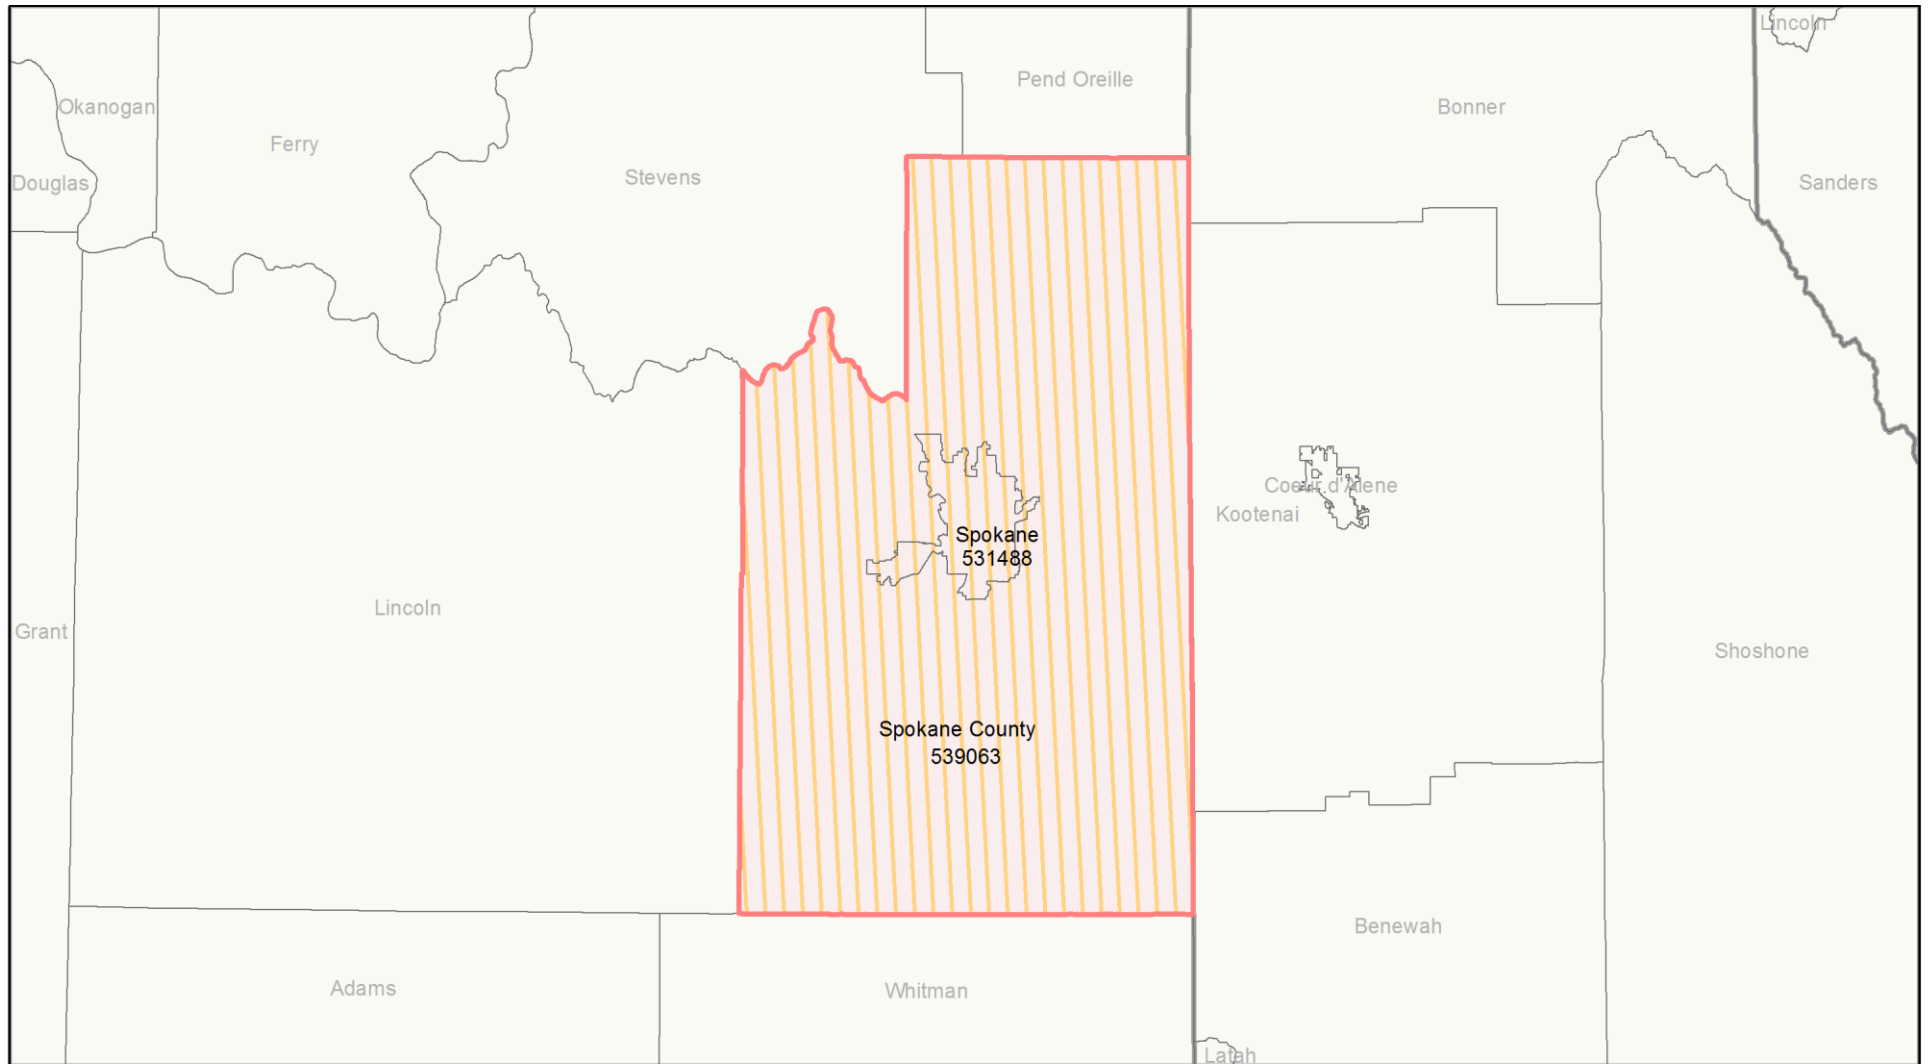 Lincoln
Pend Oreille
Okanogan
Bonner
Ferry
Stevens
Douglas
Sanders
Coeur d'Alene
Kootenai
Spokane
531488
Lincoln
Grant
Shoshone
Spokane County
539063
Benewah
Adams
Whitman
Latah